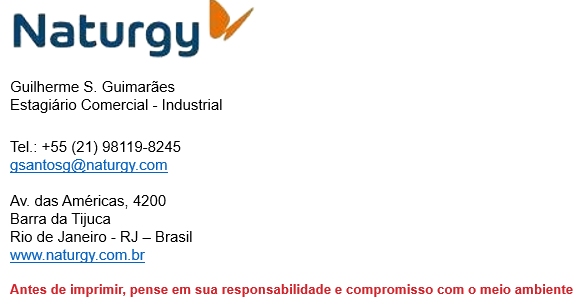 Naturgy
Guilherme S. Guimarães
Estagiário Comercial - Industrial
Tel.: +55 (21) 98119-8245
gsantosg@naturgy.com
Av. das Américas, 4200
Barra da Tijuca
Rio de Janeiro - RJ – Brasil
www.naturgy.com.br
Antes de imprimir, pense em sua responsabilidade e compromisso com o meio ambiente